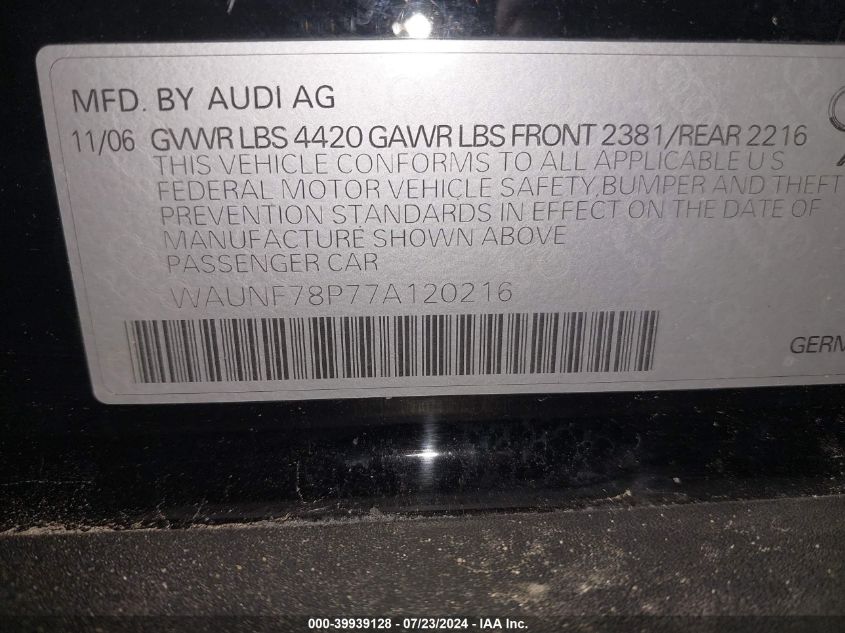 MFD. BY AUDI AG
11/06 GVWR LBS 4420 GAWR LBS FRONT 2381/REAR 2216
THIS VEHICLE CONFORMS TO ALL APPLICABLE U S
FEDERAL MOTOR VEHICLE SAFETY, BUMPER AND THEFT
PREVENTION STANDARDS IN EFFECT ON THE DATE OF
MANUFACTURE SHOWN ABOVE
PASSENGER CAR
WAUNF78P77A120216
GERM
000-39939128 - 07/23/2024 - IAA Inc.